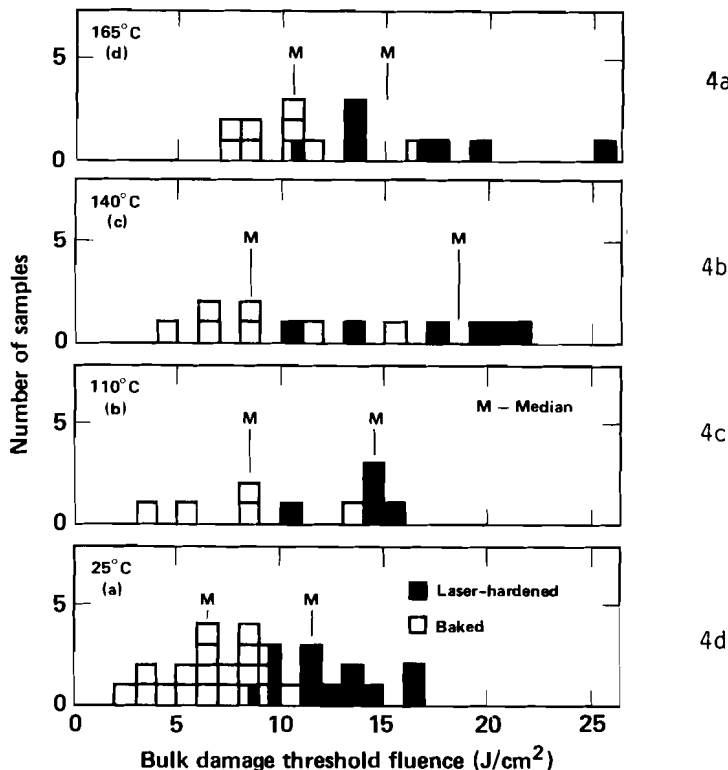 165°C
(d)
M
M
5
0
4a
140°C
(c)
M
M
5
0
4b
110°C
(b)
M
M
M – Median
5
0
4c
25°C
(a)
M
M
Laser-hardened
Baked
5
0
4d
Number of samples
0 5 10 15 20 25
Bulk damage threshold fluence (J/cm²)